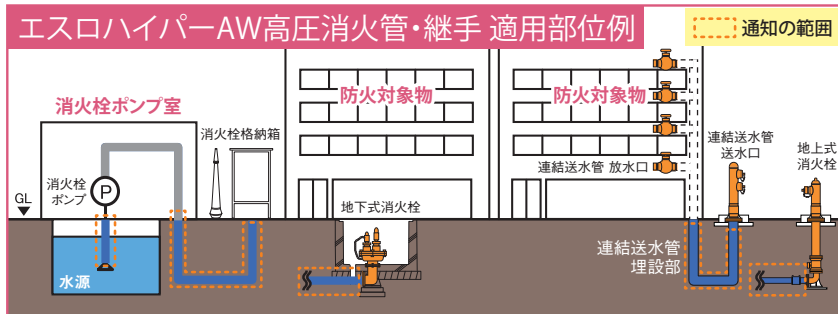 エスロハイパーAW高圧消火管・継手 適用部位例
通知の範囲
消火栓ポンプ室
防火対象物
防火対象物
消火栓格納箱
連結送水管
送水口
地上式
消火栓
連結送水管 放水口
消火栓
ポンプ
P
GL
地下式消火栓
連結送水管
埋設部
水源